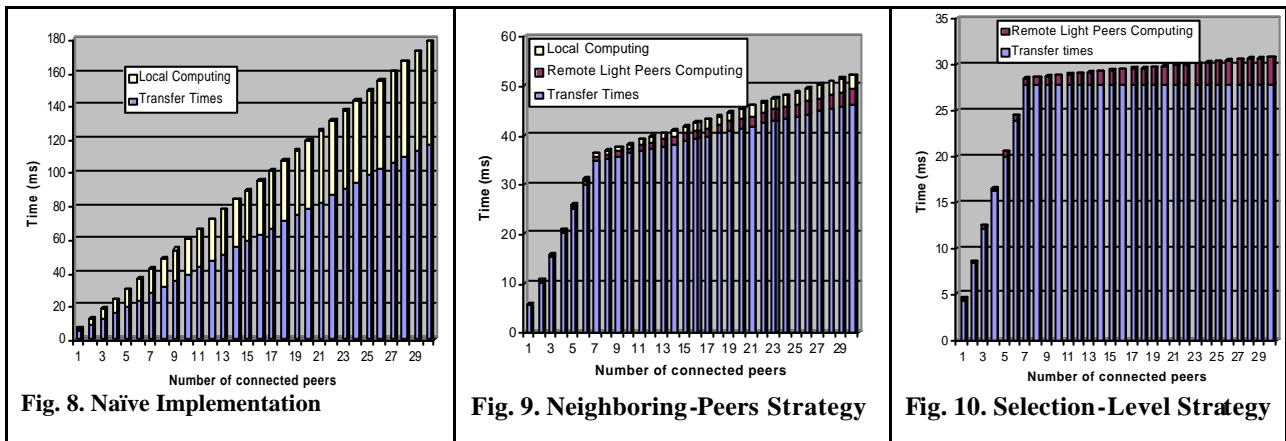 180
160
140
120
100
80
60
40
20
0
Time (ms)
Local Computing
Transfer Times
1 3 5 7 9 11 13 15 17 19 21 23 25 27 29
Number of connected peers
Fig. 8. Naïve Implementation
60
50
40
30
20
10
0
Time (ms)
Local Computing
Remote Light Peers Computing
Transfer Times
1 3 5 7 9 11 13 15 17 19 21 23 25 27 29
Number of connected peers
Fig. 9. Neighboring-Peers Strategy
35
30
25
20
15
10
5
0
Time (ms)
Remote Light Peers Computing
Transfer times
1 3 5 7 9 11 13 15 17 19 21 23 25 27 29
Number of connected peers
Fig. 10. Selection-Level Strategy